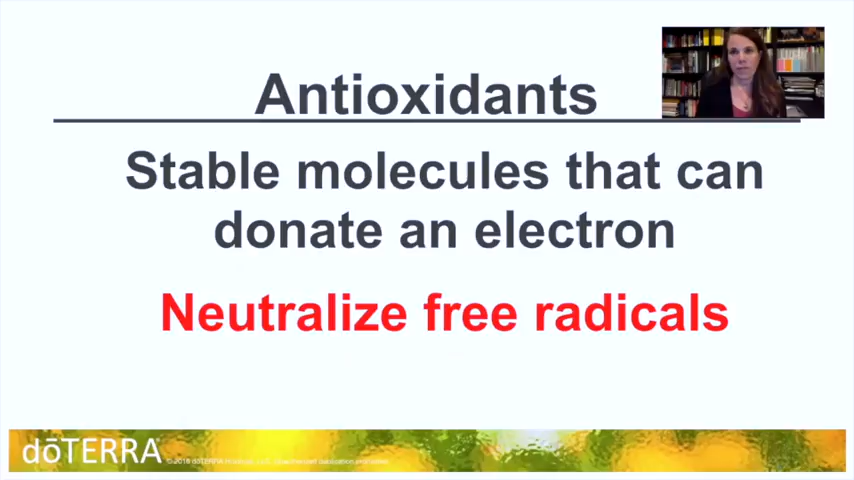 Antioxidants
Stable molecules that can
donate an electron
Neutralize free radicals
dōTERRA